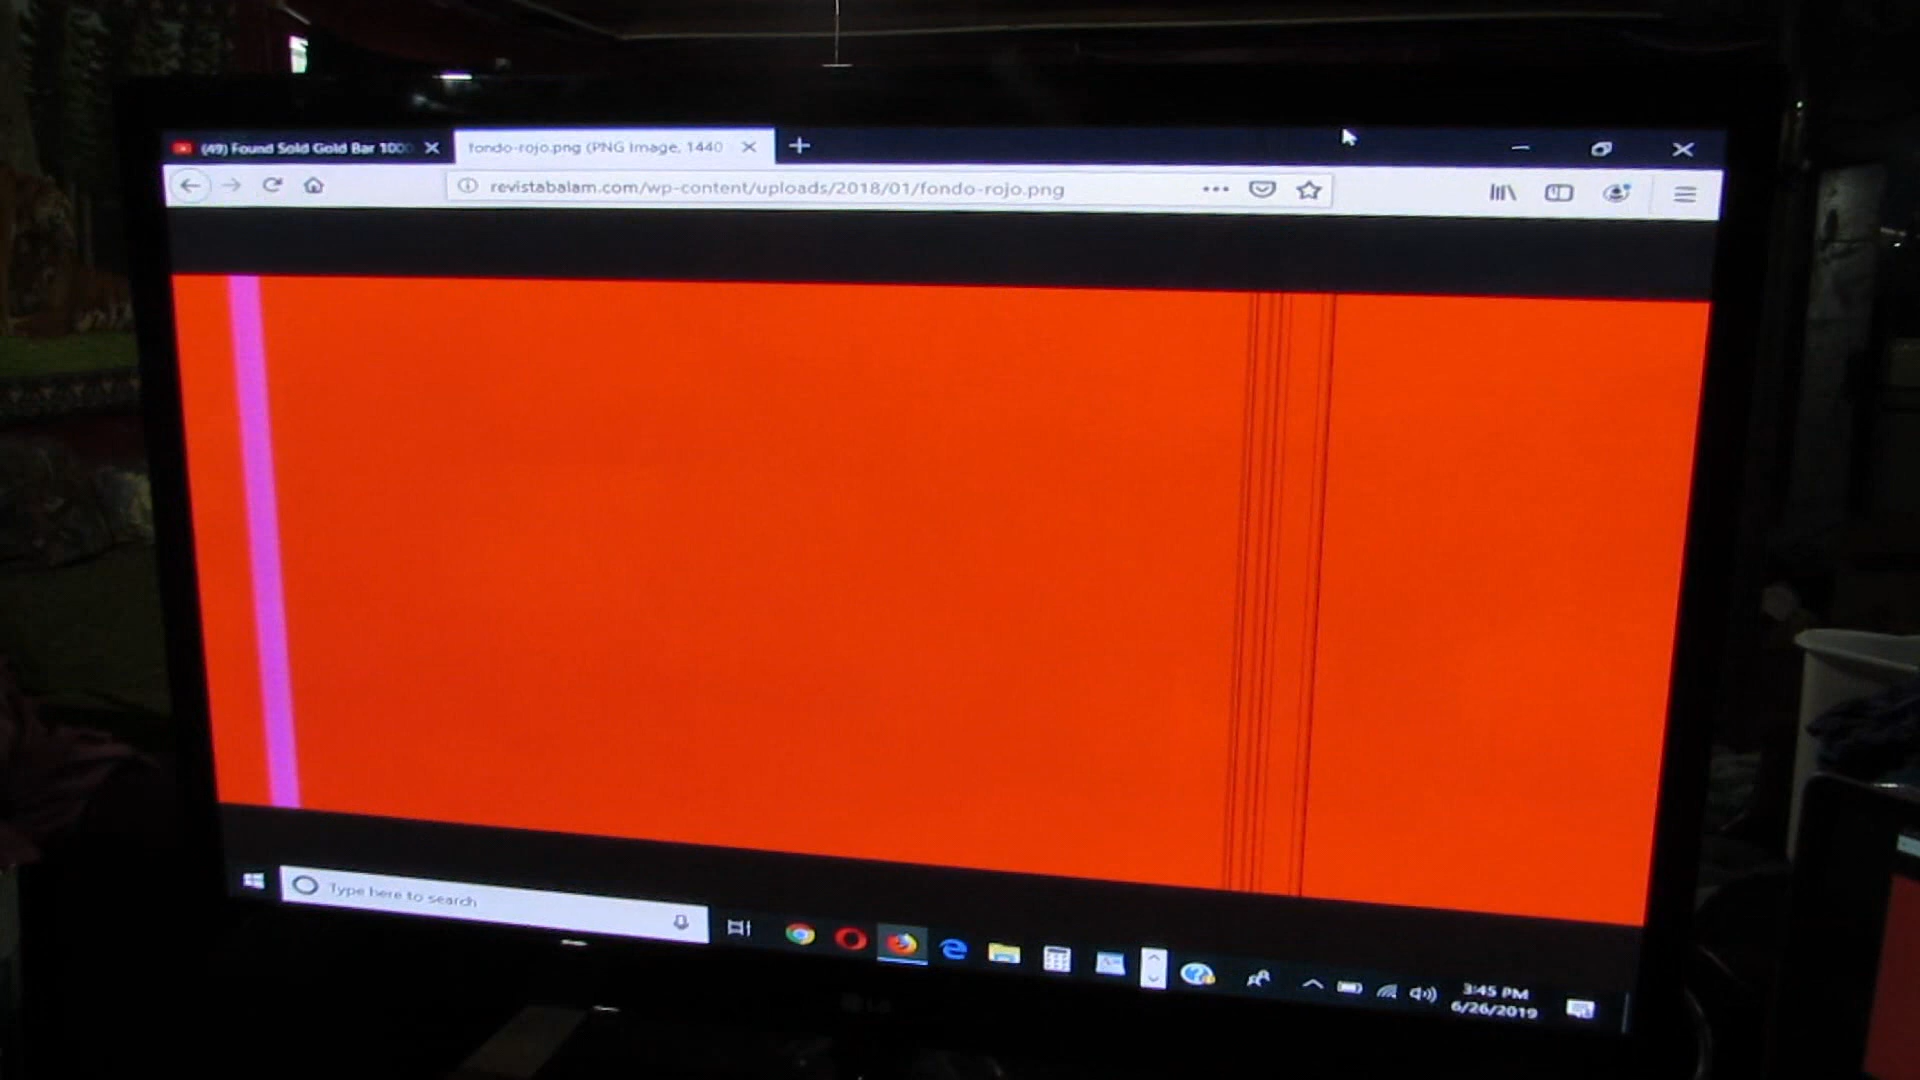 (49) Found Sold Gold Bar 1000
fondo-rojo.png (PNG Image, 1440
revistabalam.com/wp-content/uploads/2018/01/fondo-rojo.png
Type here to search
3:45 PM
6/26/2019
LG